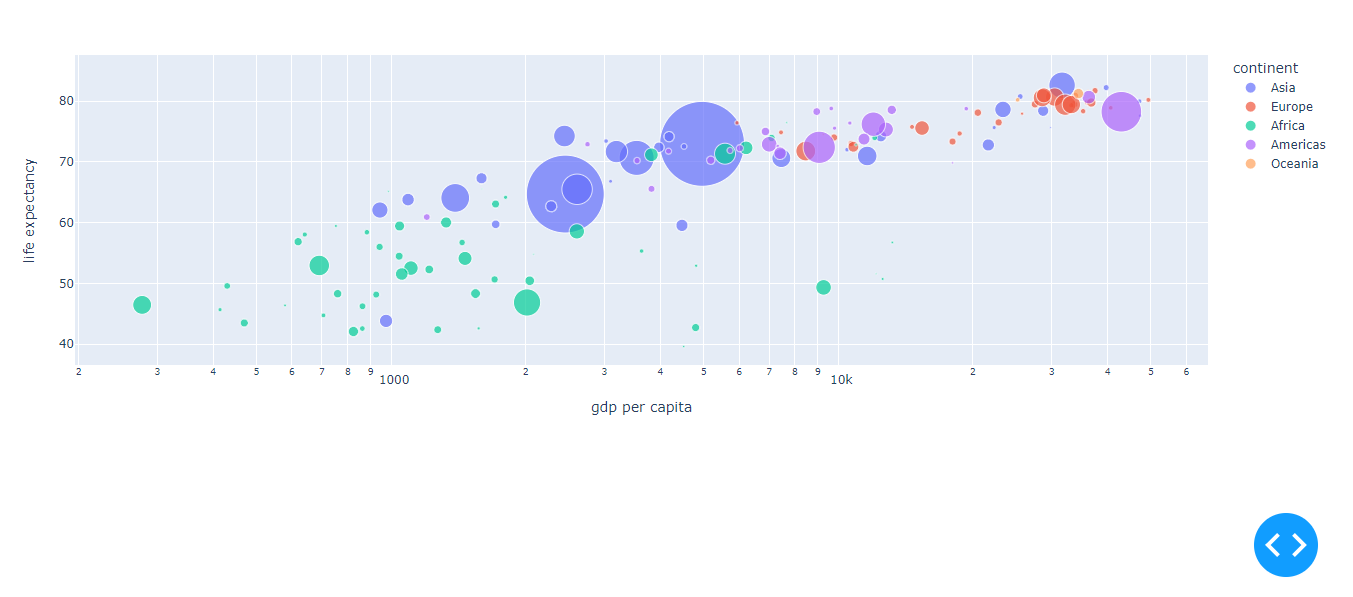 continent
Asia
Europe
Africa
Americas
Oceania
life expectancy
80
70
60
50
40
2 3 4 5 6 7 8 9 1000 2 3 4 5 6 7 8 9 10k 2 3 4 5 6
gdp per capita